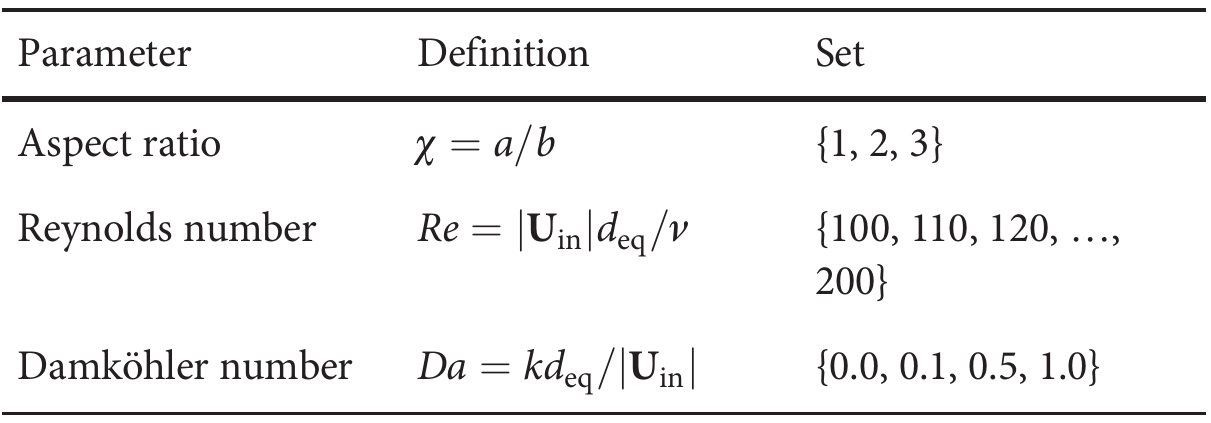 Parameter Definition Set
Aspect ratio χ = a/b {1, 2, 3}
Reynolds number Re = |U_in|d_eq/ν {100, 110, 120, …,
200}
Damköhler number Da = kd_eq/|U_in| {0.0, 0.1, 0.5, 1.0}